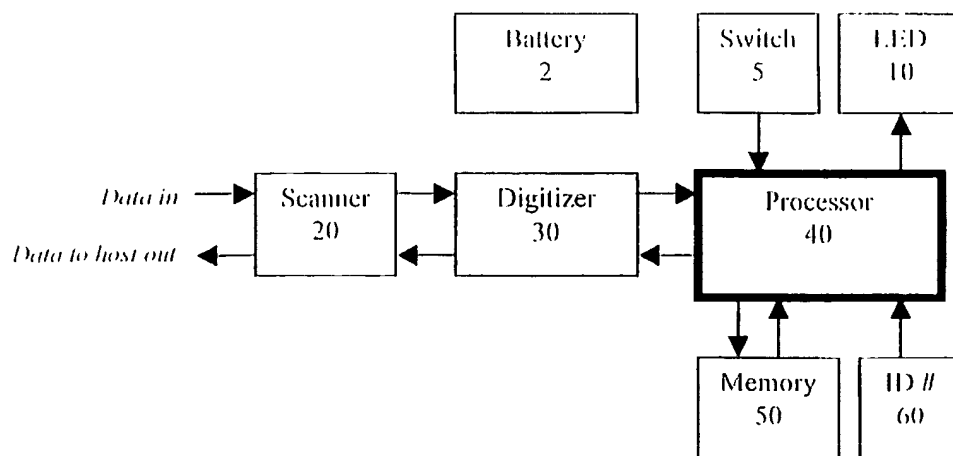 Battery
2
Switch
5
LED
10
Data in
Scanner
20
Digitizer
30
Processor
40
Data to host out
Memory
50
ID #
60